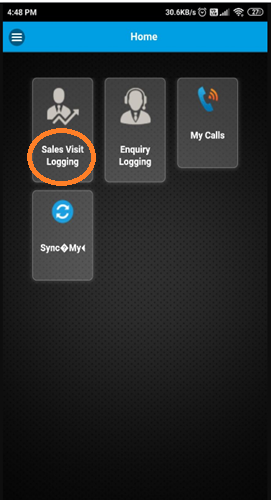 4:48 PM 30.6KB/s 27
Home
Sales Visit
Logging
Enquiry
Logging
My Calls
Sync�My